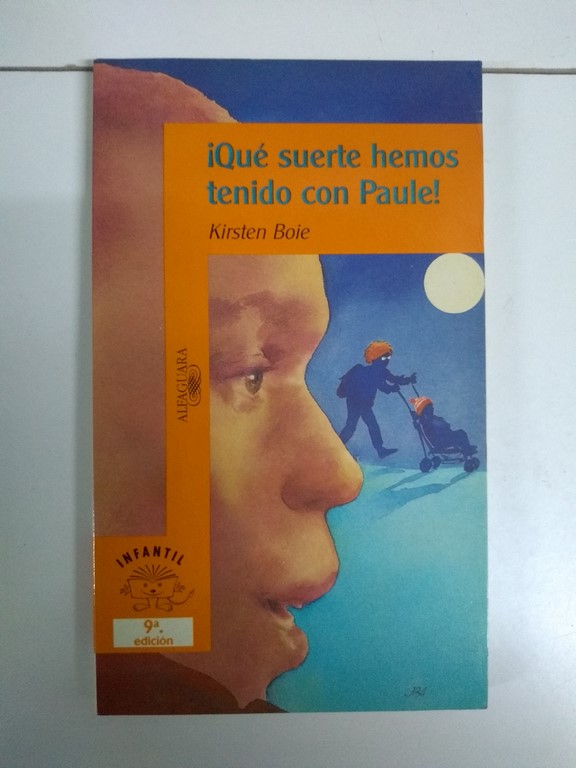 ¡Qué suerte hemos
tenido con Paule!
Kirsten Boie
ALFAGUARA
INFANTIL
9ª.
edición